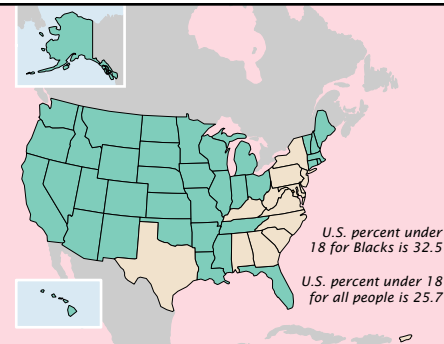 U.S. percent under
18 for Blacks is 32.5
U.S. percent under 18
for all people is 25.7